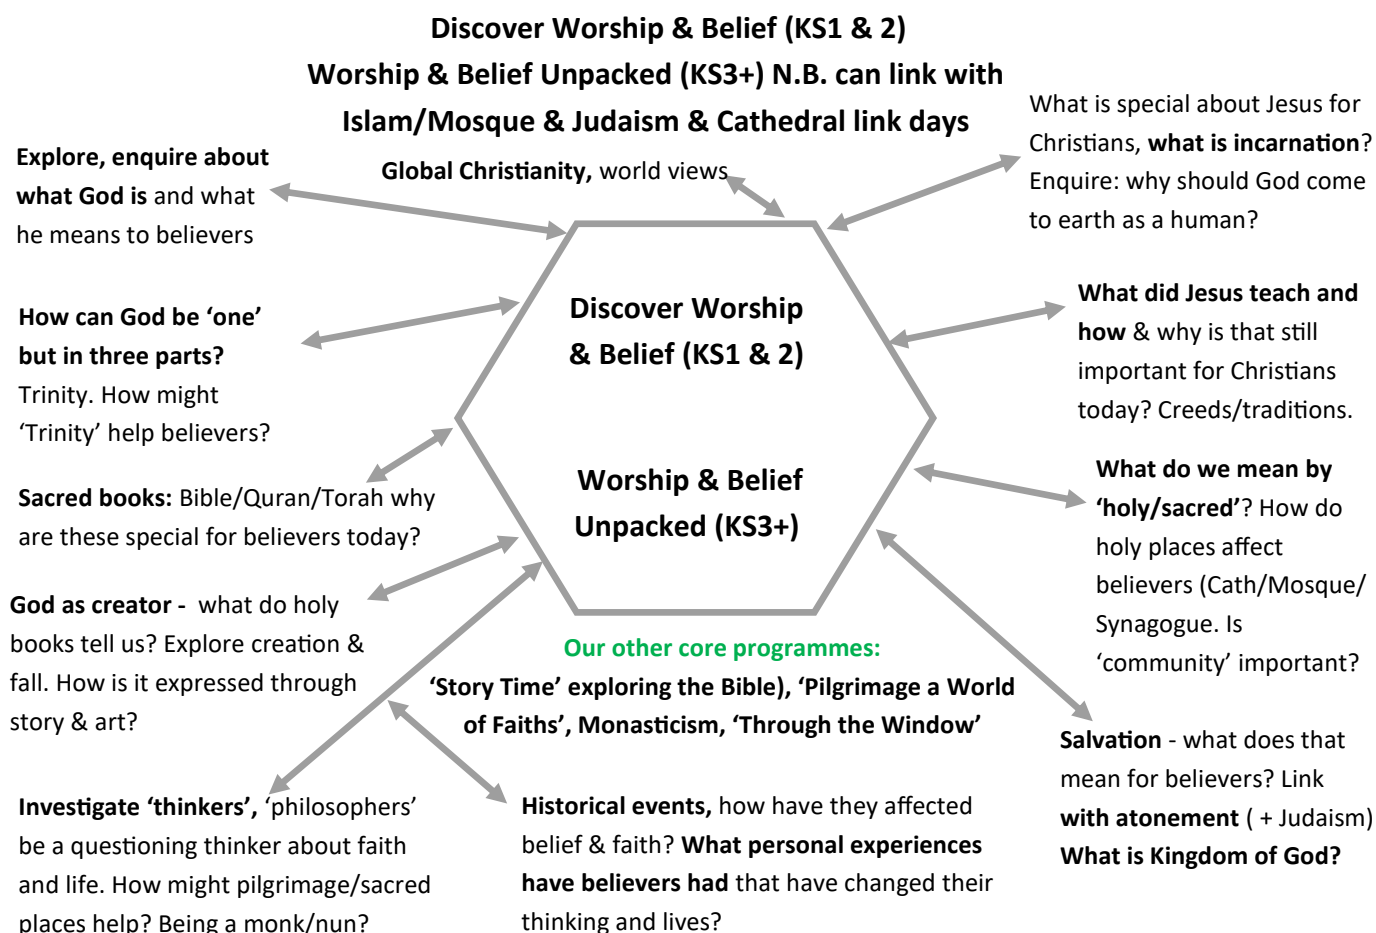 Discover Worship & Belief (KS1 & 2)
Worship & Belief Unpacked (KS3+) N.B. can link with
Islam/Mosque & Judaism & Cathedral link days
Global Christianity, world views
Explore, enquire about
what God is and what
he means to believers
How can God be ‘one’
but in three parts?
Trinity. How might
‘Trinity’ help believers?
Sacred books: Bible/Quran/Torah why
are these special for believers today?
God as creator - what do holy
books tell us? Explore creation &
fall. How is it expressed through
story & art?
Investigate ‘thinkers’, ‘philosophers’
be a questioning thinker about faith
and life. How might pilgrimage/sacred
places help? Being a monk/nun?
Discover Worship
& Belief (KS1 & 2)
Worship & Belief
Unpacked (KS3+)
Our other core programmes:
‘Story Time’ exploring the Bible), ‘Pilgrimage a World
of Faiths’, Monasticism, ‘Through the Window’
Historical events, how have they affected
belief & faith? What personal experiences
have believers had that have changed their
thinking and lives?
What is special about Jesus for
Christians, what is incarnation?
Enquire: why should God come
to earth as a human?
What did Jesus teach and
how & why is that still
important for Christians
today? Creeds/traditions.
What do we mean by
‘holy/sacred’? How do
holy places affect
believers (Cath/Mosque/
Synagogue. Is
‘community’ important?
Salvation - what does that
mean for believers? Link
with atonement ( + Judaism)
What is Kingdom of God?